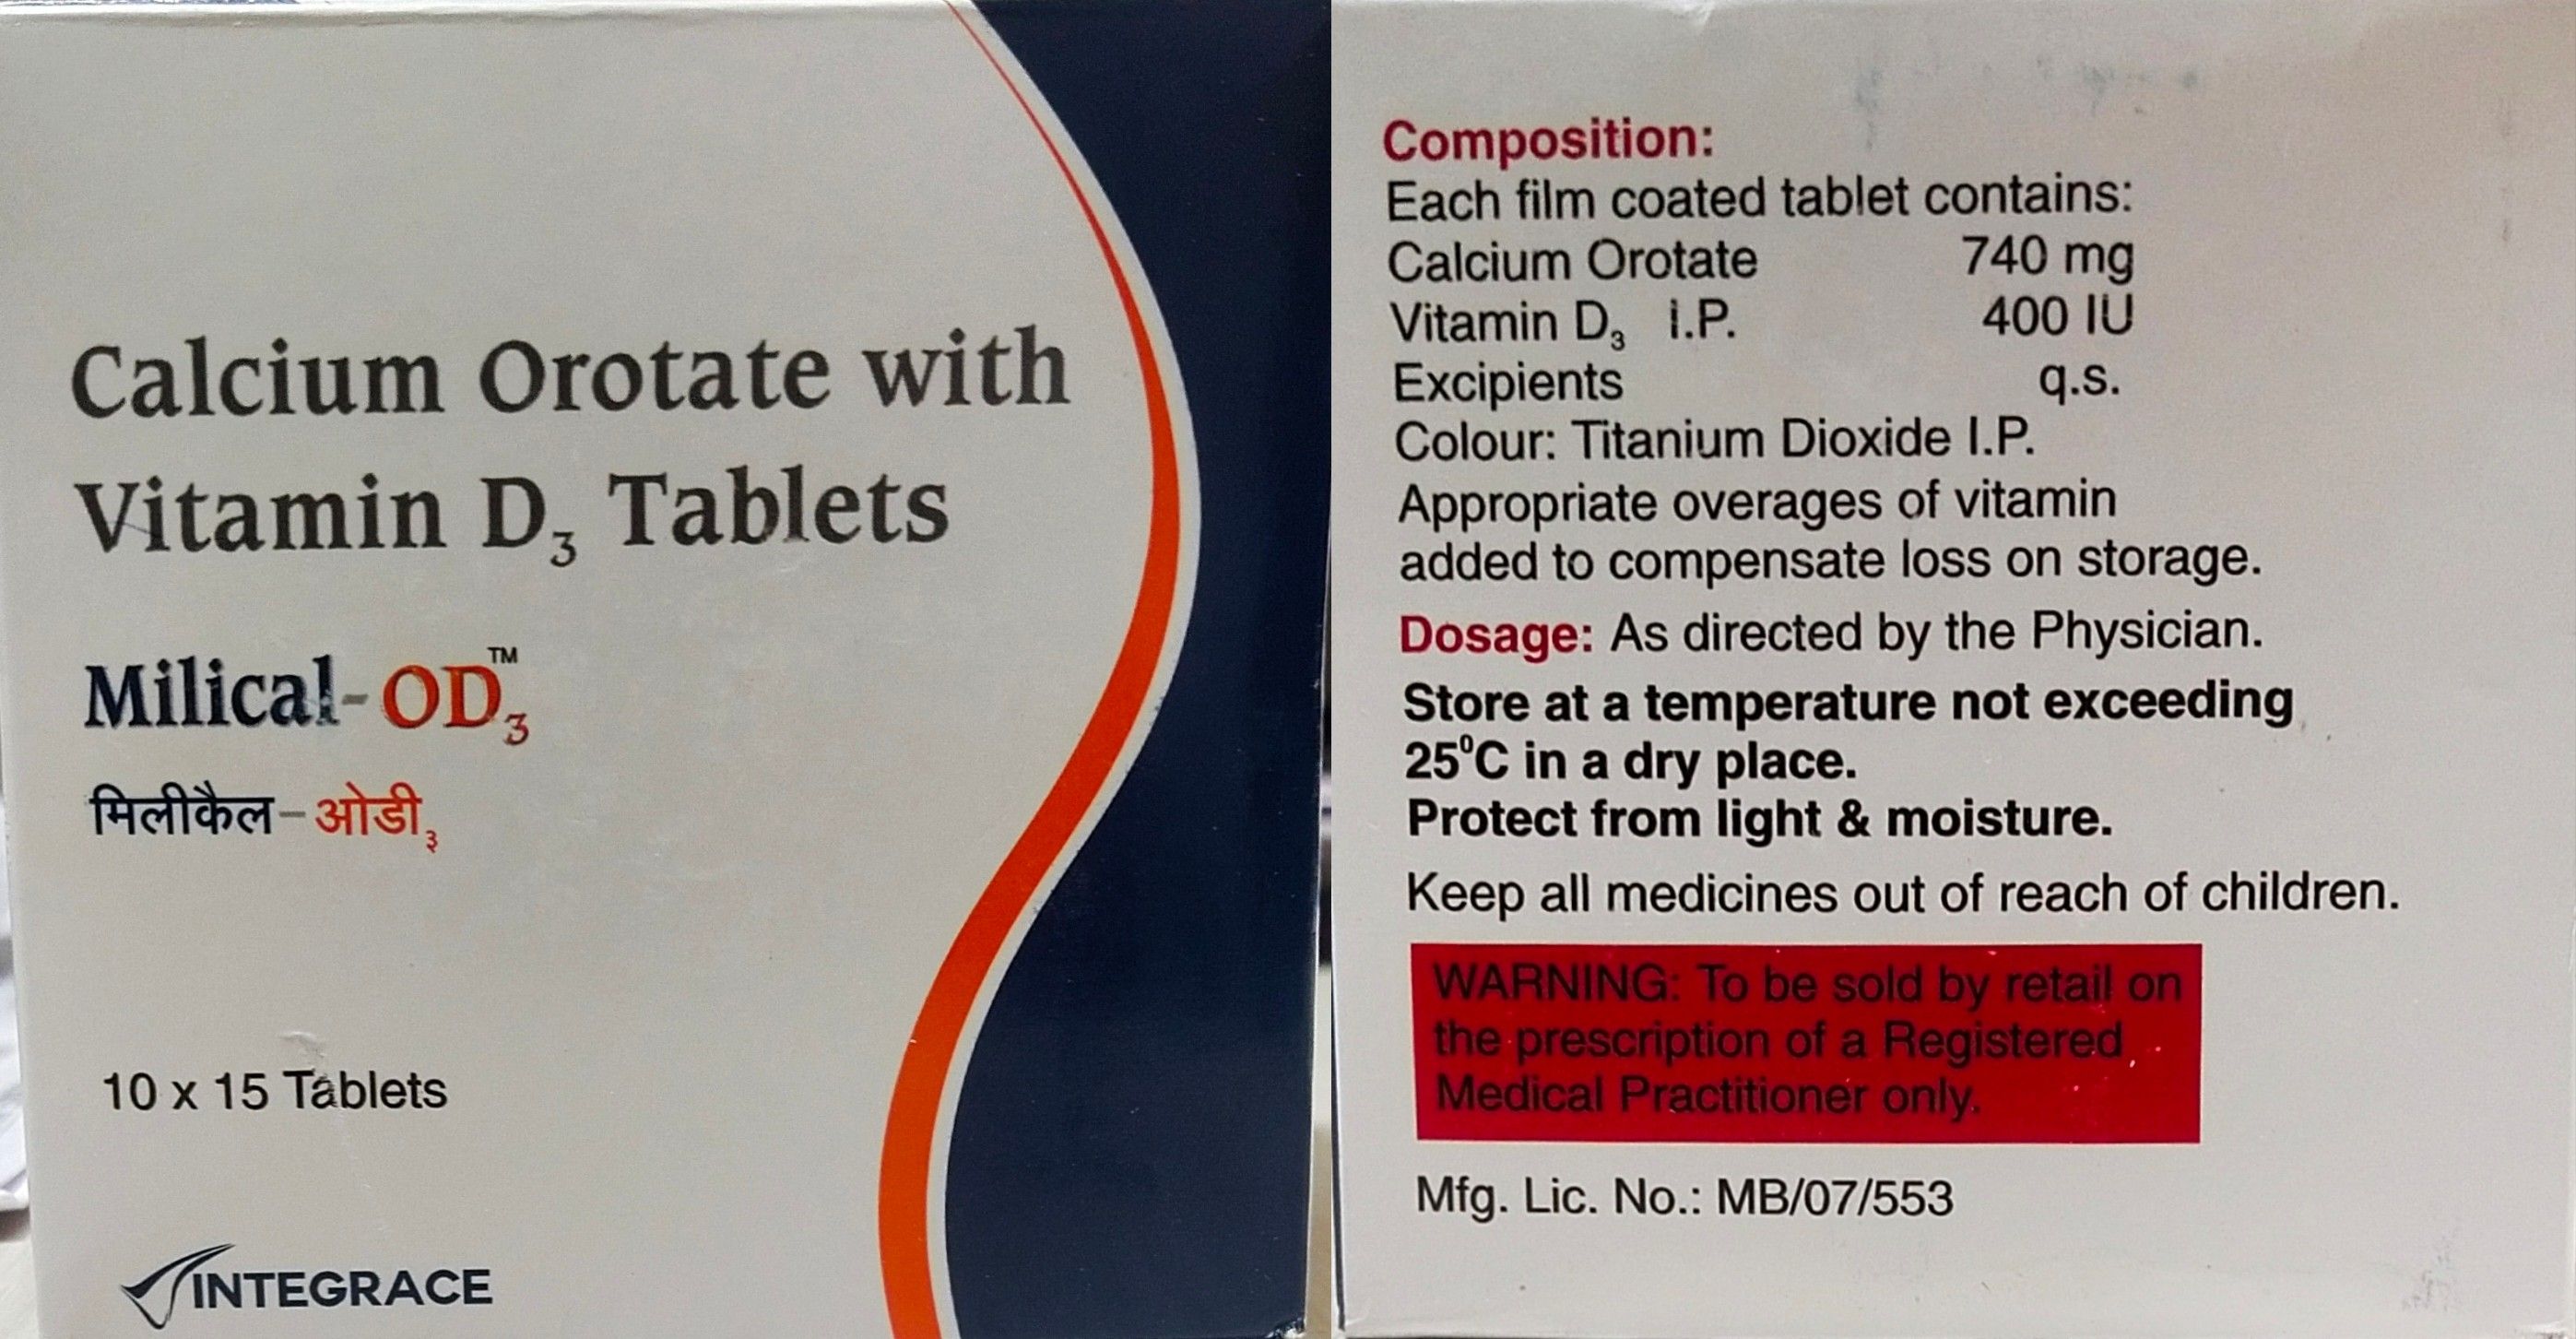 Calcium Orotate with
Vitamin D₃ Tablets
Milical-OD₃™
मिलीकैल-ओडी₃
10 x 15 Tablets
INTEGRACE
Composition:
Each film coated tablet contains:
Calcium Orotate 740 mg
Vitamin D₃ I.P. 400 IU
Excipients q.s.
Colour: Titanium Dioxide I.P.
Appropriate overages of vitamin
added to compensate loss on storage.
Dosage: As directed by the Physician.
Store at a temperature not exceeding
25⁰C in a dry place.
Protect from light & moisture.
Keep all medicines out of reach of children.
WARNING: To be sold by retail on
the prescription of a Registered
Medical Practitioner only.
Mfg. Lic. No.: MB/07/553